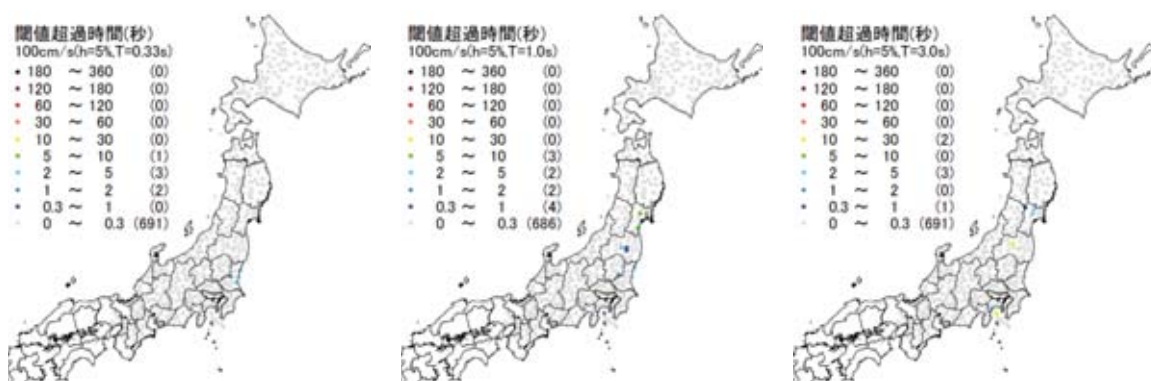 閾値超過時間(秒)
100cm/s(h=5%,T=0.33s)
180 ～ 360 (0)
120 ～ 180 (0)
60 ～ 120 (0)
30 ～ 60 (0)
10 ～ 30 (0)
5 ～ 10 (1)
2 ～ 5 (3)
1 ～ 2 (2)
0.3 ～ 1 (0)
0 ～ 0.3 (691)
閾値超過時間(秒)
100cm/s(h=5%,T=1.0s)
180 ～ 360 (0)
120 ～ 180 (0)
60 ～ 120 (0)
30 ～ 60 (0)
10 ～ 30 (0)
5 ～ 10 (3)
2 ～ 5 (2)
1 ～ 2 (2)
0.3 ～ 1 (4)
0 ～ 0.3 (686)
閾値超過時間(秒)
100cm/s(h=5%,T=3.0s)
180 ～ 360 (0)
120 ～ 180 (0)
60 ～ 120 (0)
30 ～ 60 (0)
10 ～ 30 (2)
5 ～ 10 (0)
2 ～ 5 (3)
1 ～ 2 (0)
0.3 ～ 1 (1)
0 ～ 0.3 (691)